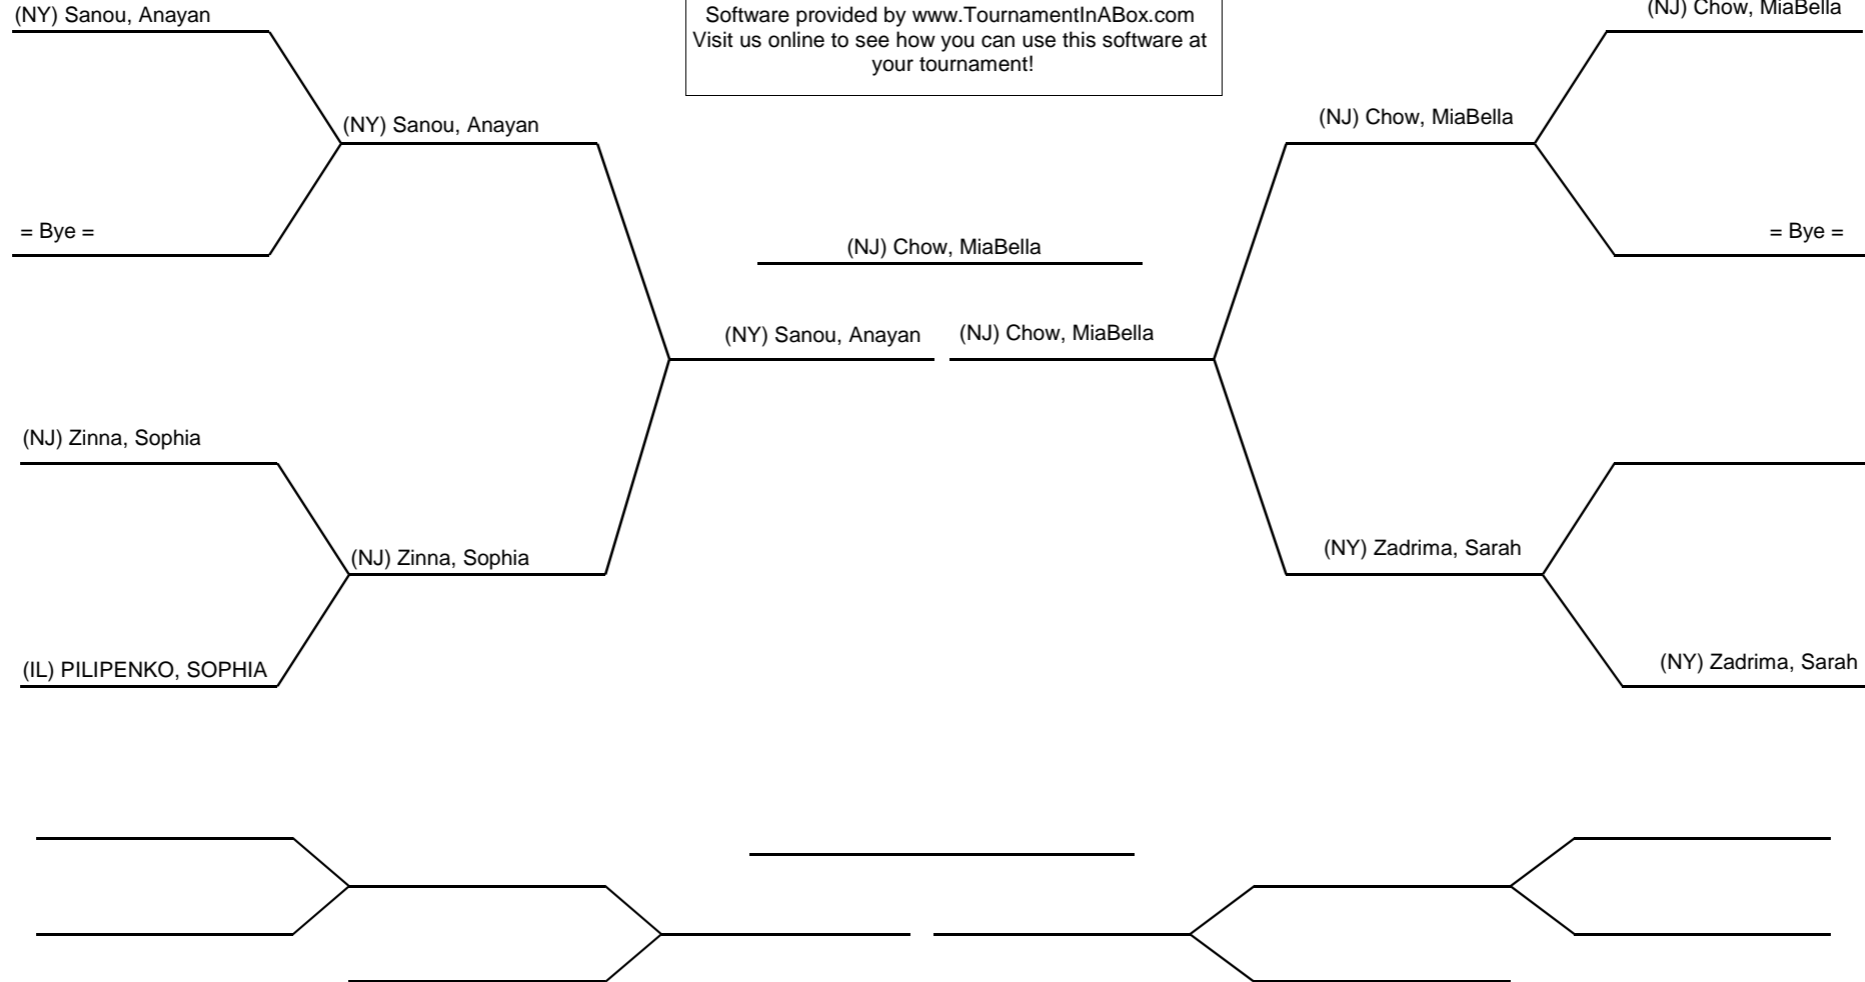 (NY) Sanou, Anayan
Software provided by www.TournamentInABox.com
Visit us online to see how you can use this software at
your tournament!
(NJ) Chow, MiaBella
(NY) Sanou, Anayan
(NJ) Chow, MiaBella
= Bye =
(NJ) Chow, MiaBella
= Bye =
(NY) Sanou, Anayan
(NJ) Chow, MiaBella
(NJ) Zinna, Sophia
(NJ) Zinna, Sophia
(NY) Zadrima, Sarah
(IL) PILIPENKO, SOPHIA
(NY) Zadrima, Sarah